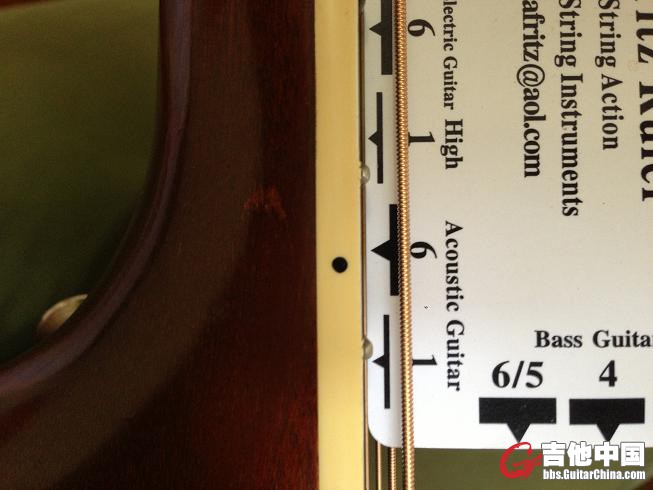 String Action
String Instruments
afritz@aol.com
6
Electric Guitar High
1
6
Acoustic Guitar
1
Bass Guitar
6/5
4
吉他中国
bbs.GuitarChina.com